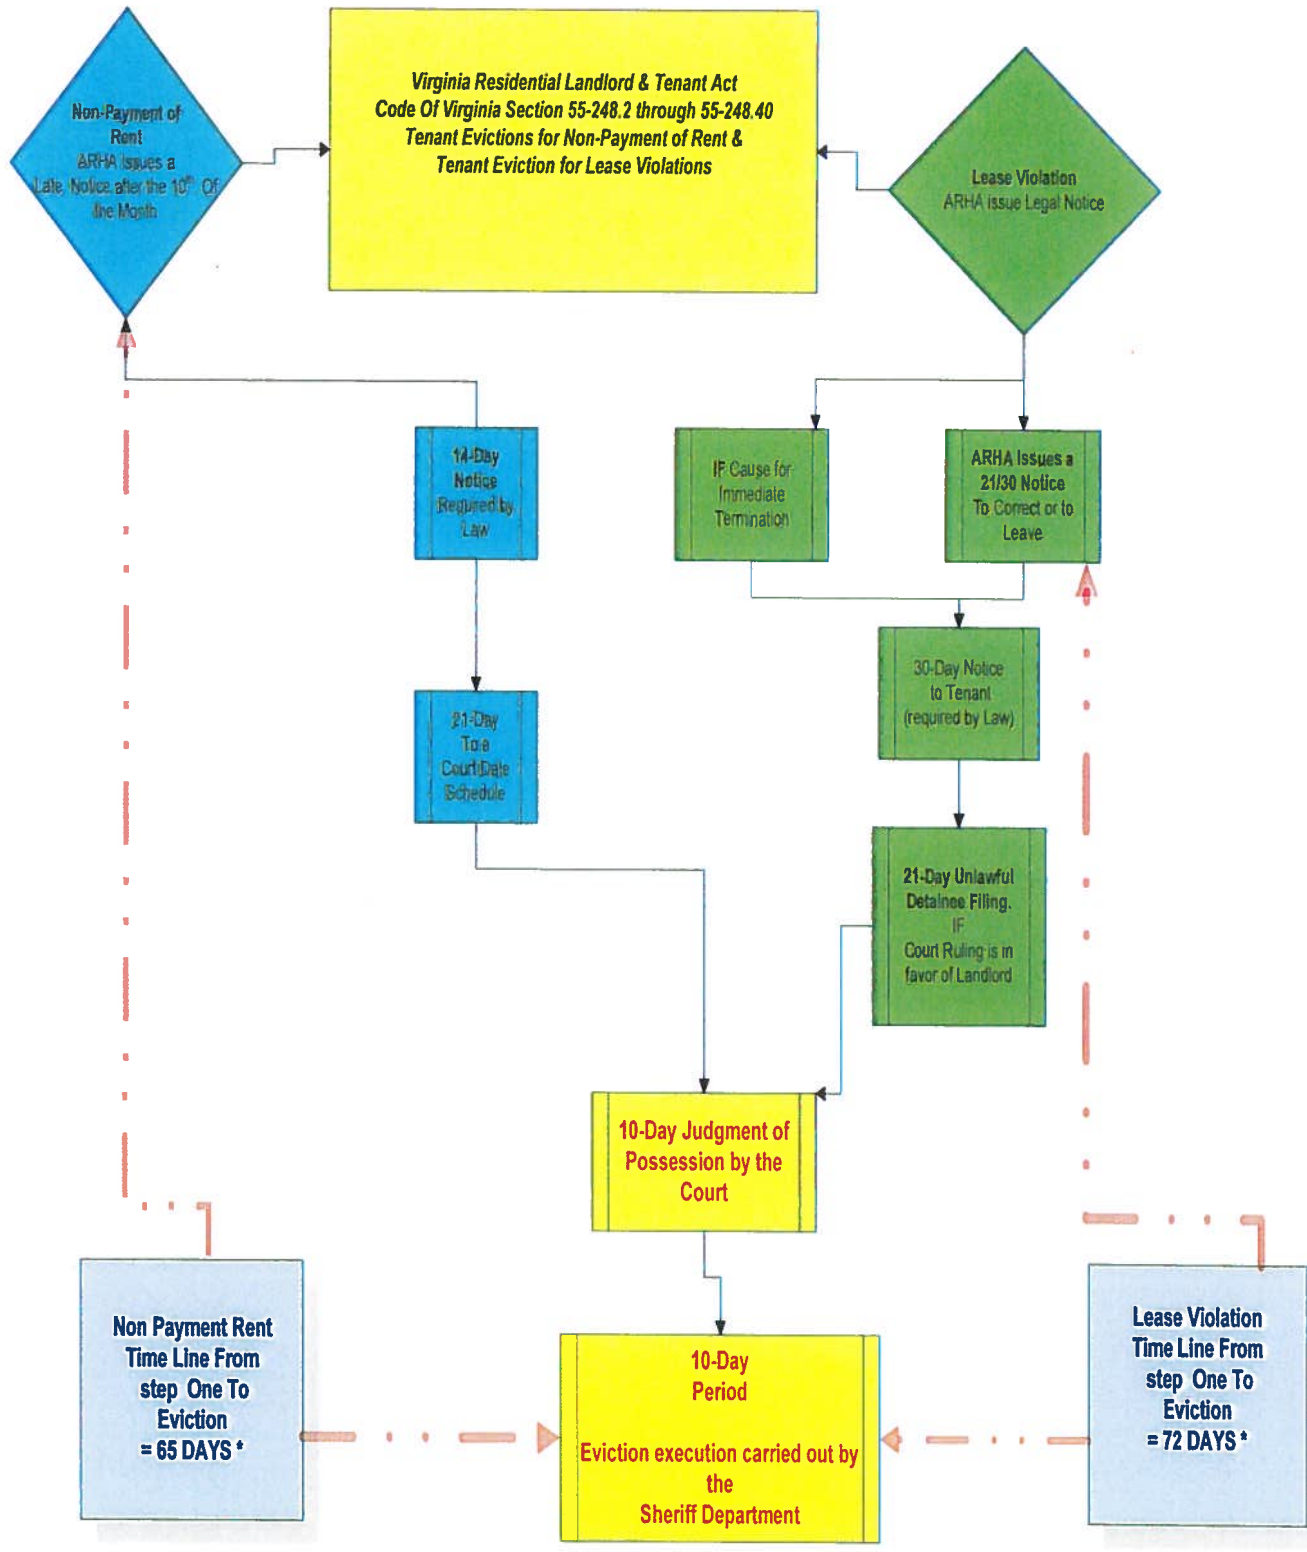 Virginia Residential Landlord & Tenant Act
Code Of Virginia Section 55-248.2 through 55-248.40
Tenant Evictions for Non-Payment of Rent &
Tenant Eviction for Lease Violations
Non-Payment of
Rent
ARHA Issues a
Late, Notice, after the 10th Of
the Month
Lease Violation
ARHA issue Legal Notice
14-Day
Notice
Required by
Law
IF Cause for
Immediate
Termination
ARHA Issues a
21/30 Notice
To Correct or to
Leave
30-Day Notice
to Tenant
(required by Law)
21-Day
To a
Court Date
Schedule
21-Day Unlawful
Detainee Filing.
IF
Court Ruling is in
favor of Landlord
10-Day Judgment of
Possession by the
Court
Non Payment Rent
Time Line From
step One To
Eviction
= 65 DAYS *
10-Day
Period
Eviction execution carried out by
the
Sheriff Department
Lease Violation
Time Line From
step One To
Eviction
= 72 DAYS *